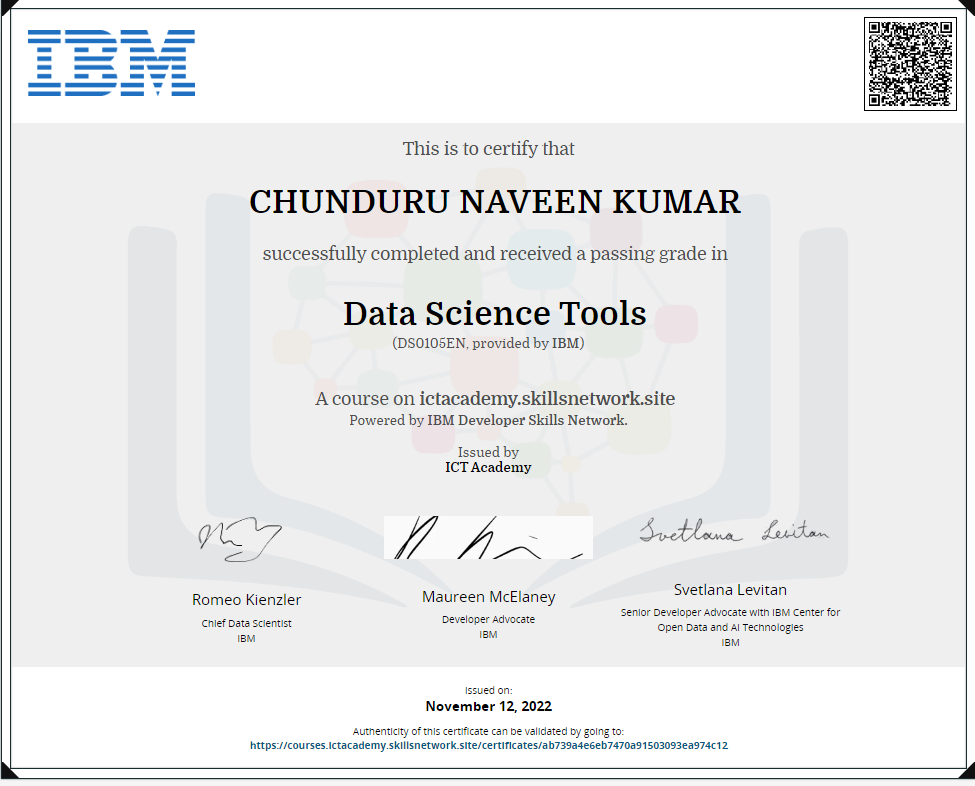 IBM
This is to certify that
CHUNDURU NAVEEN KUMAR
successfully completed and received a passing grade in
Data Science Tools
(DS0105EN, provided by IBM)
A course on ictacademy.skillsnetwork.site
Powered by IBM Developer Skills Network.
Issued by
ICT Academy
Svetlana Levitan
Romeo Kienzler
Chief Data Scientist
IBM
Maureen McElaney
Developer Advocate
IBM
Svetlana Levitan
Senior Developer Advocate with IBM Center for
Open Data and AI Technologies
IBM
Issued on:
November 12, 2022
Authenticity of this certificate can be validated by going to:
https://courses.ictacademy.skillsnetwork.site/certificates/ab739a4e6eb7470a91503093ea974c12